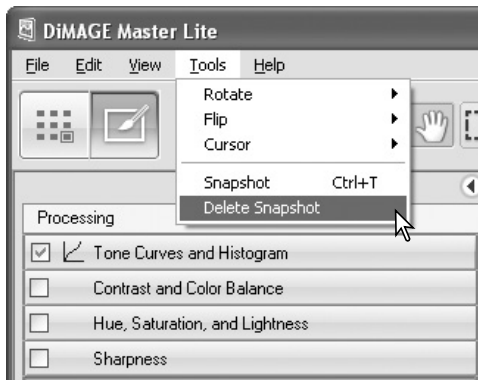 DiMAGE Master Lite
File Edit View Tools Help
Rotate
Flip
Cursor
Snapshot Ctrl+T
Delete Snapshot
Processing
Tone Curves and Histogram
Contrast and Color Balance
Hue, Saturation, and Lightness
Sharpness